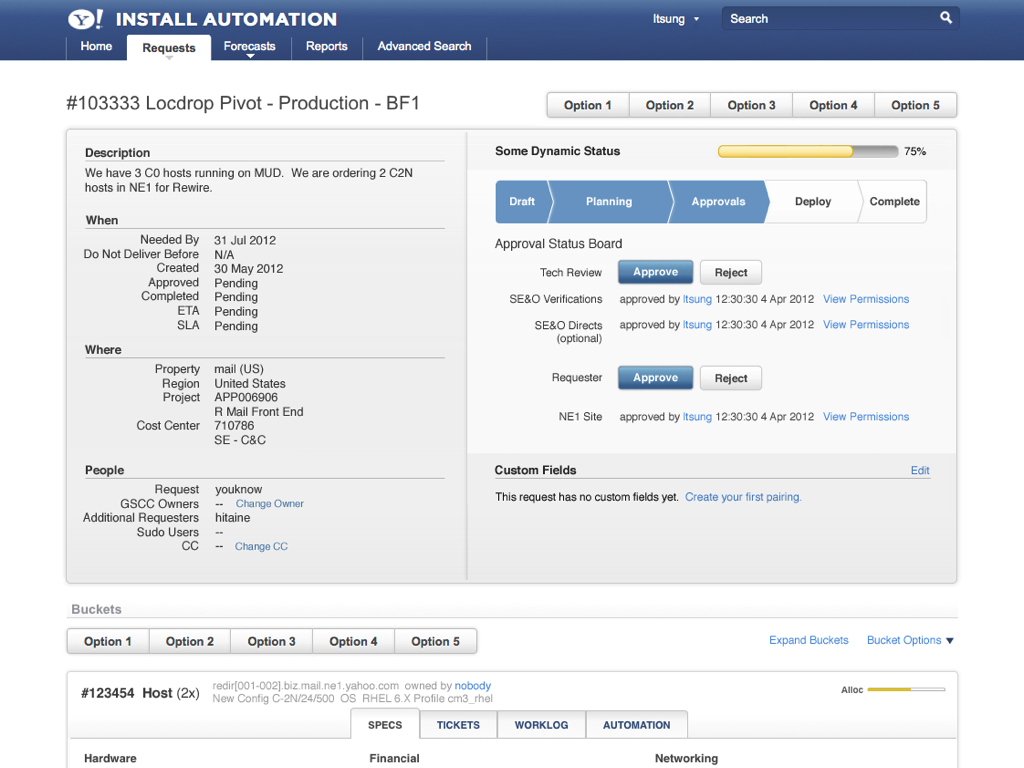 Y! INSTALL AUTOMATION
Itsung
Search
Home
Requests
Forecasts
Reports
Advanced Search
#103333 Locdrop Pivot - Production - BF1
Option 1
Option 2
Option 3
Option 4
Option 5
Description
We have 3 C0 hosts running on MUD. We are ordering 2 C2N
hosts in NE1 for Rewire.
When
Needed By 31 Jul 2012
Do Not Deliver Before N/A
Created 30 May 2012
Approved Pending
Completed Pending
ETA Pending
SLA Pending
Where
Property mail (US)
Region United States
Project APP006906
R Mail Front End
Cost Center 710786
SE - C&C
People
Request youknow
GSCC Owners -- Change Owner
Additional Requesters hitaine
Sudo Users --
CC -- Change CC
Some Dynamic Status 75%
Draft
Planning
Approvals
Deploy
Complete
Approval Status Board
Tech Review Approve Reject
SE&O Verifications approved by Itsung 12:30:30 4 Apr 2012 View Permissions
SE&O Directs approved by Itsung 12:30:30 4 Apr 2012 View Permissions
(optional)
Requester Approve Reject
NE1 Site approved by Itsung 12:30:30 4 Apr 2012 View Permissions
Custom Fields Edit
This request has no custom fields yet. Create your first pairing.
Buckets
Option 1
Option 2
Option 3
Option 4
Option 5
Expand Buckets
Bucket Options
#123454 Host (2x)
redir[001-002].biz.mail.ne1.yahoo.com owned by nobody
New Config C-2N/24/500 OS RHEL 6.X Profile cm3_rhel
Alloc
SPECS
TICKETS
WORKLOG
AUTOMATION
Hardware
Financial
Networking